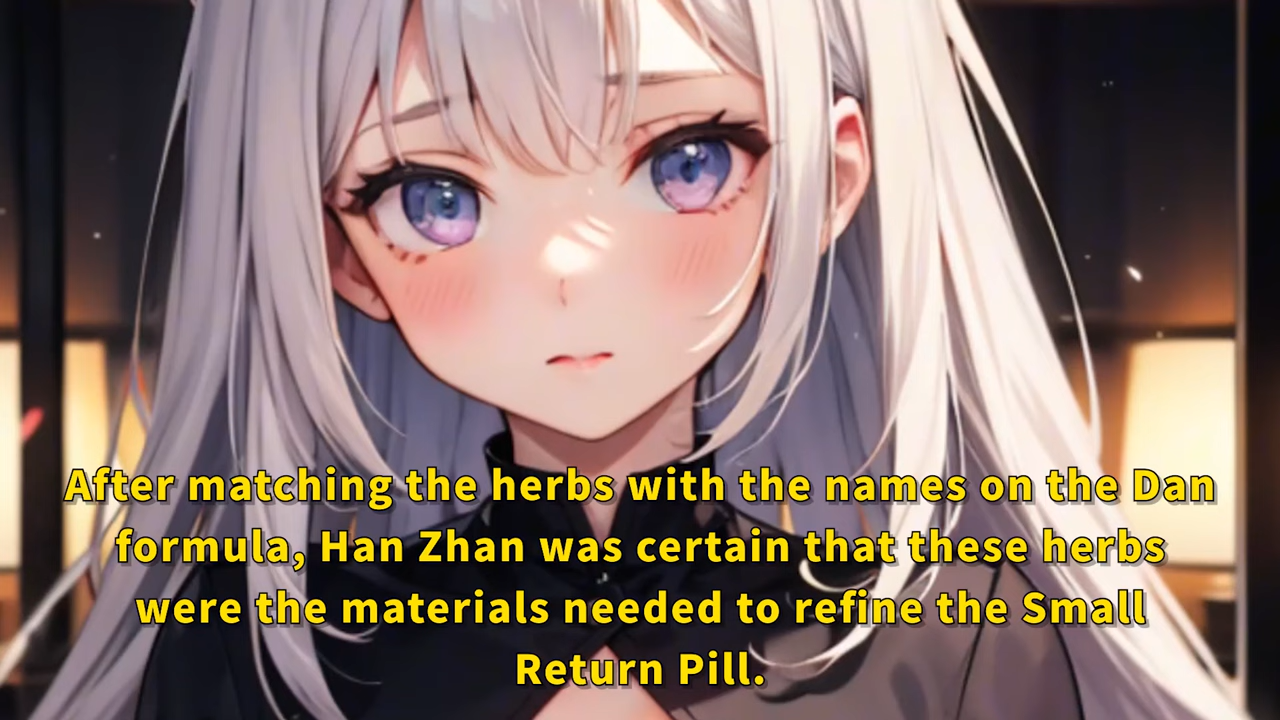 After matching the herbs with the names on the Dan
formula, Han Zhan was certain that these herbs
were the materials needed to refine the Small
Return Pill.